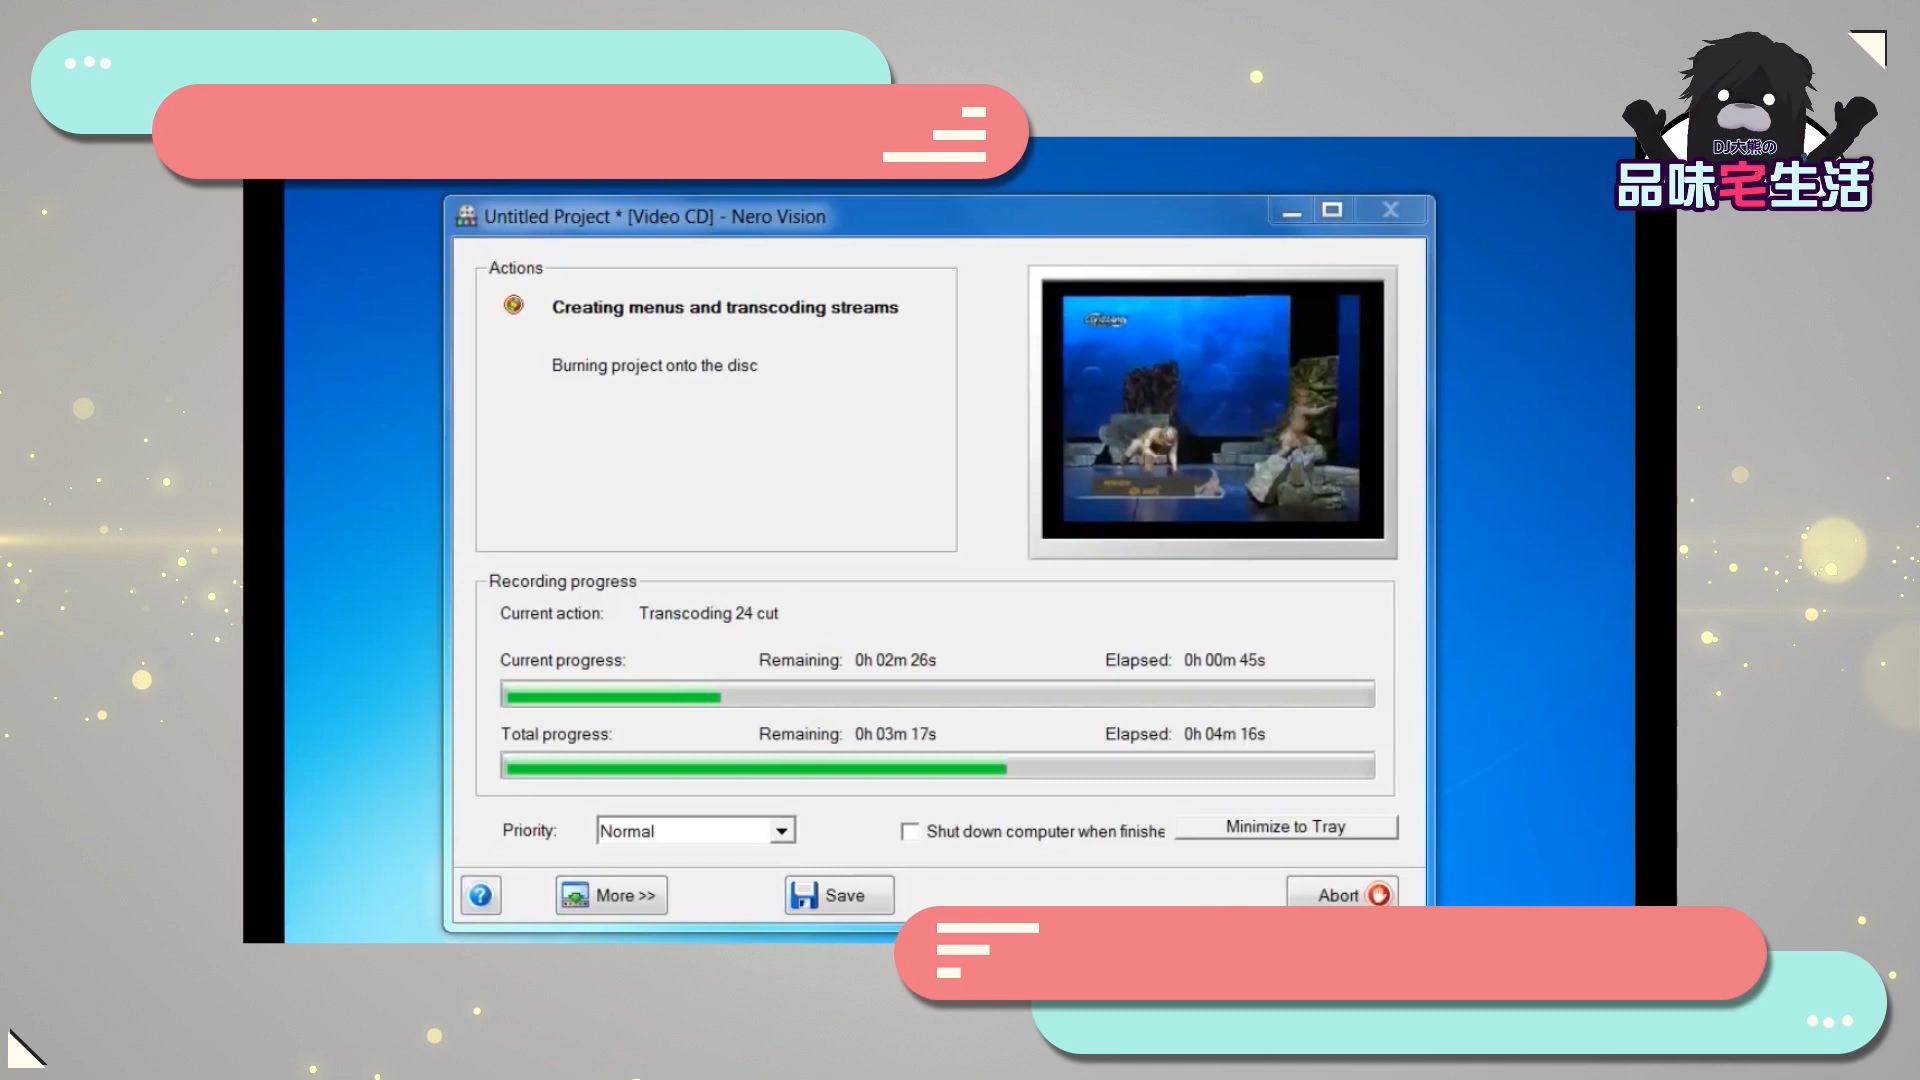 DJ大熊の
品味宅生活
Untitled Project * [Video CD] - Nero Vision
Actions
Creating menus and transcoding streams
Burning project onto the disc
Recording progress
Current action: Transcoding 24 cut
Current progress: Remaining: 0h 02m 26s Elapsed: 0h 00m 45s
Total progress: Remaining: 0h 03m 17s Elapsed: 0h 04m 16s
Priority: Normal Shut down computer when finishe Minimize to Tray
? More >> Save Abort